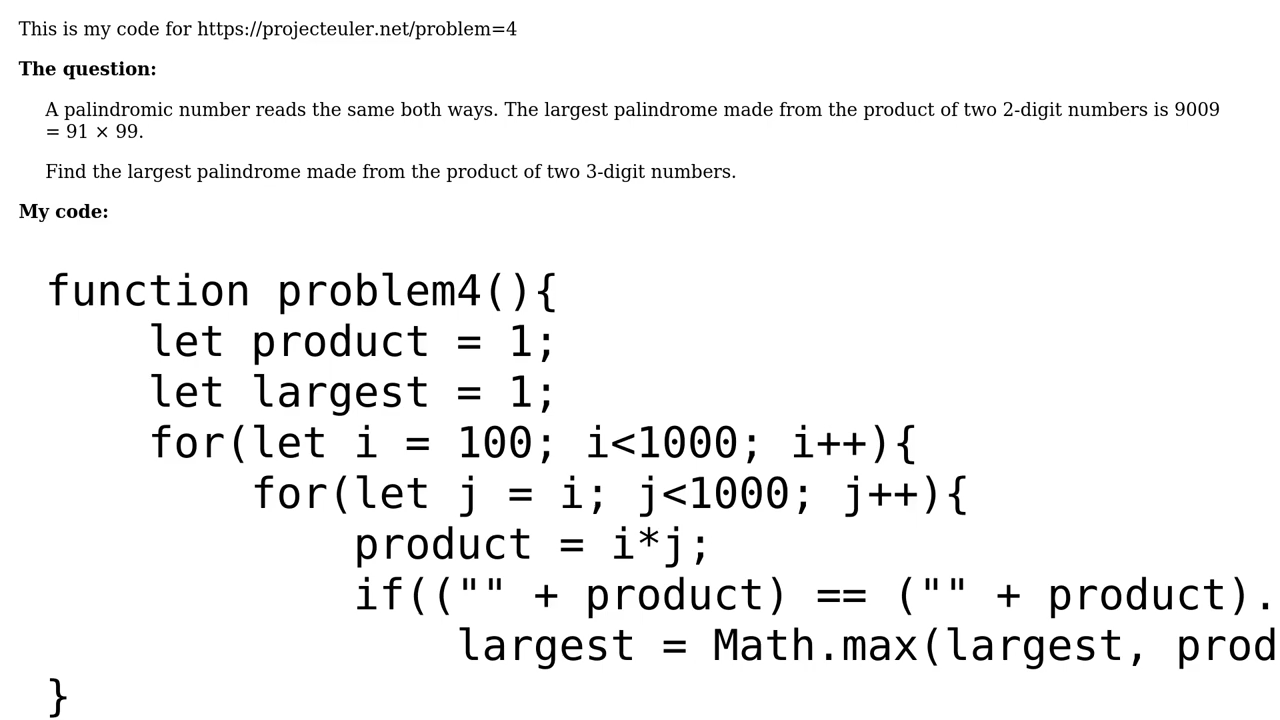 This is my code for https://projecteuler.net/problem=4
The question:
A palindromic number reads the same both ways. The largest palindrome made from the product of two 2-digit numbers is 9009
= 91 × 99.
Find the largest palindrome made from the product of two 3-digit numbers.
My code:
function problem4(){
    let product = 1;
    let largest = 1;
    for(let i = 100; i<1000; i++){
        for(let j = i; j<1000; j++){
            product = i*j;
            if(("" + product) == ("" + product).
                largest = Math.max(largest, prod
}